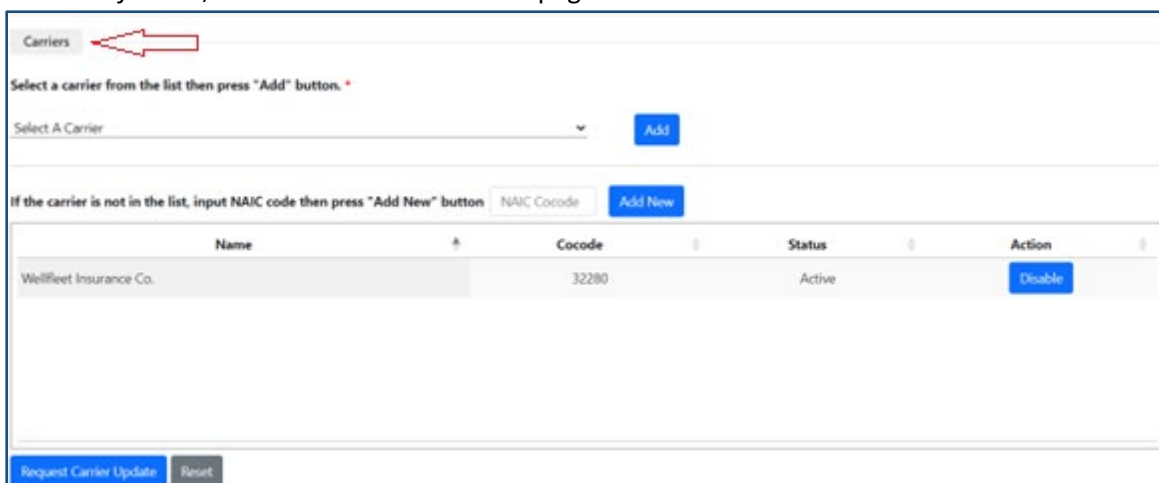 Carriers
Select a carrier from the list then press "Add" button. *
Select A Carrier Add
If the carrier is not in the list, input NAIC code then press "Add New" button NAIC Cocode Add New
Name Cocode Status Action
Wellfleet Insurance Co. 32280 Active Disable
Request Carrier Update Reset